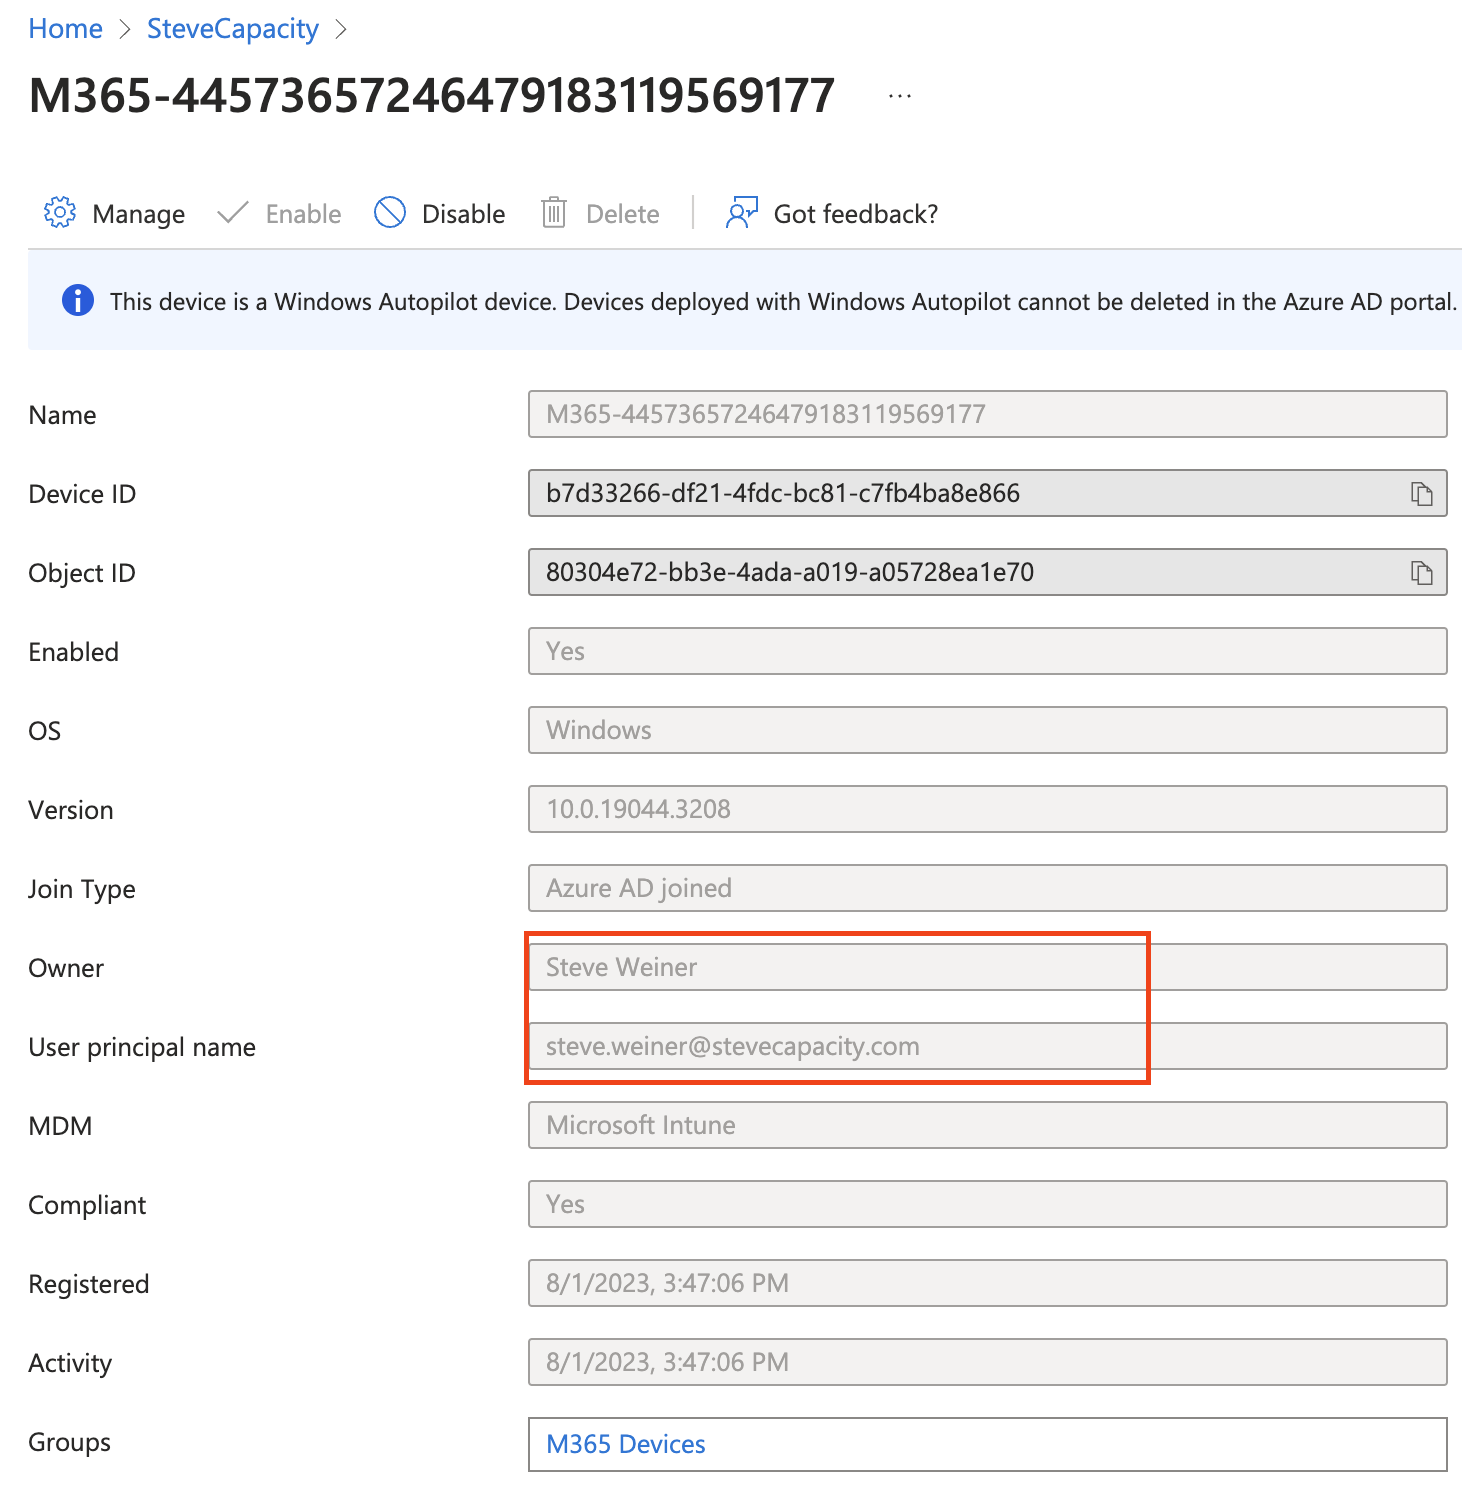 Home > SteveCapacity >
M365-44573657246479183119569177 ...
Manage Enable Disable Delete Got feedback?
This device is a Windows Autopilot device. Devices deployed with Windows Autopilot cannot be deleted in the Azure AD portal.
Name M365-44573657246479183119569177
Device ID b7d33266-df21-4fdc-bc81-c7fb4ba8e866
Object ID 80304e72-bb3e-4ada-a019-a05728ea1e70
Enabled Yes
OS Windows
Version 10.0.19044.3208
Join Type Azure AD joined
Owner Steve Weiner
User principal name steve.weiner@stevecapacity.com
MDM Microsoft Intune
Compliant Yes
Registered 8/1/2023, 3:47:06 PM
Activity 8/1/2023, 3:47:06 PM
Groups M365 Devices